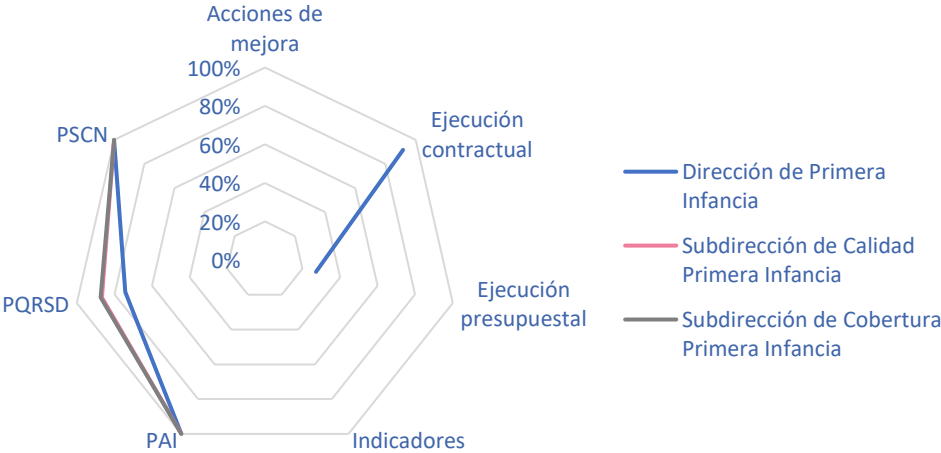 Acciones de
mejora
100%
80%
60%
40%
20%
0%
Ejecución
contractual
Ejecución
presupuestal
Indicadores
PAI
PQRSD
PSCN
Dirección de Primera
Infancia
Subdirección de Calidad
Primera Infancia
Subdirección de Cobertura
Primera Infancia